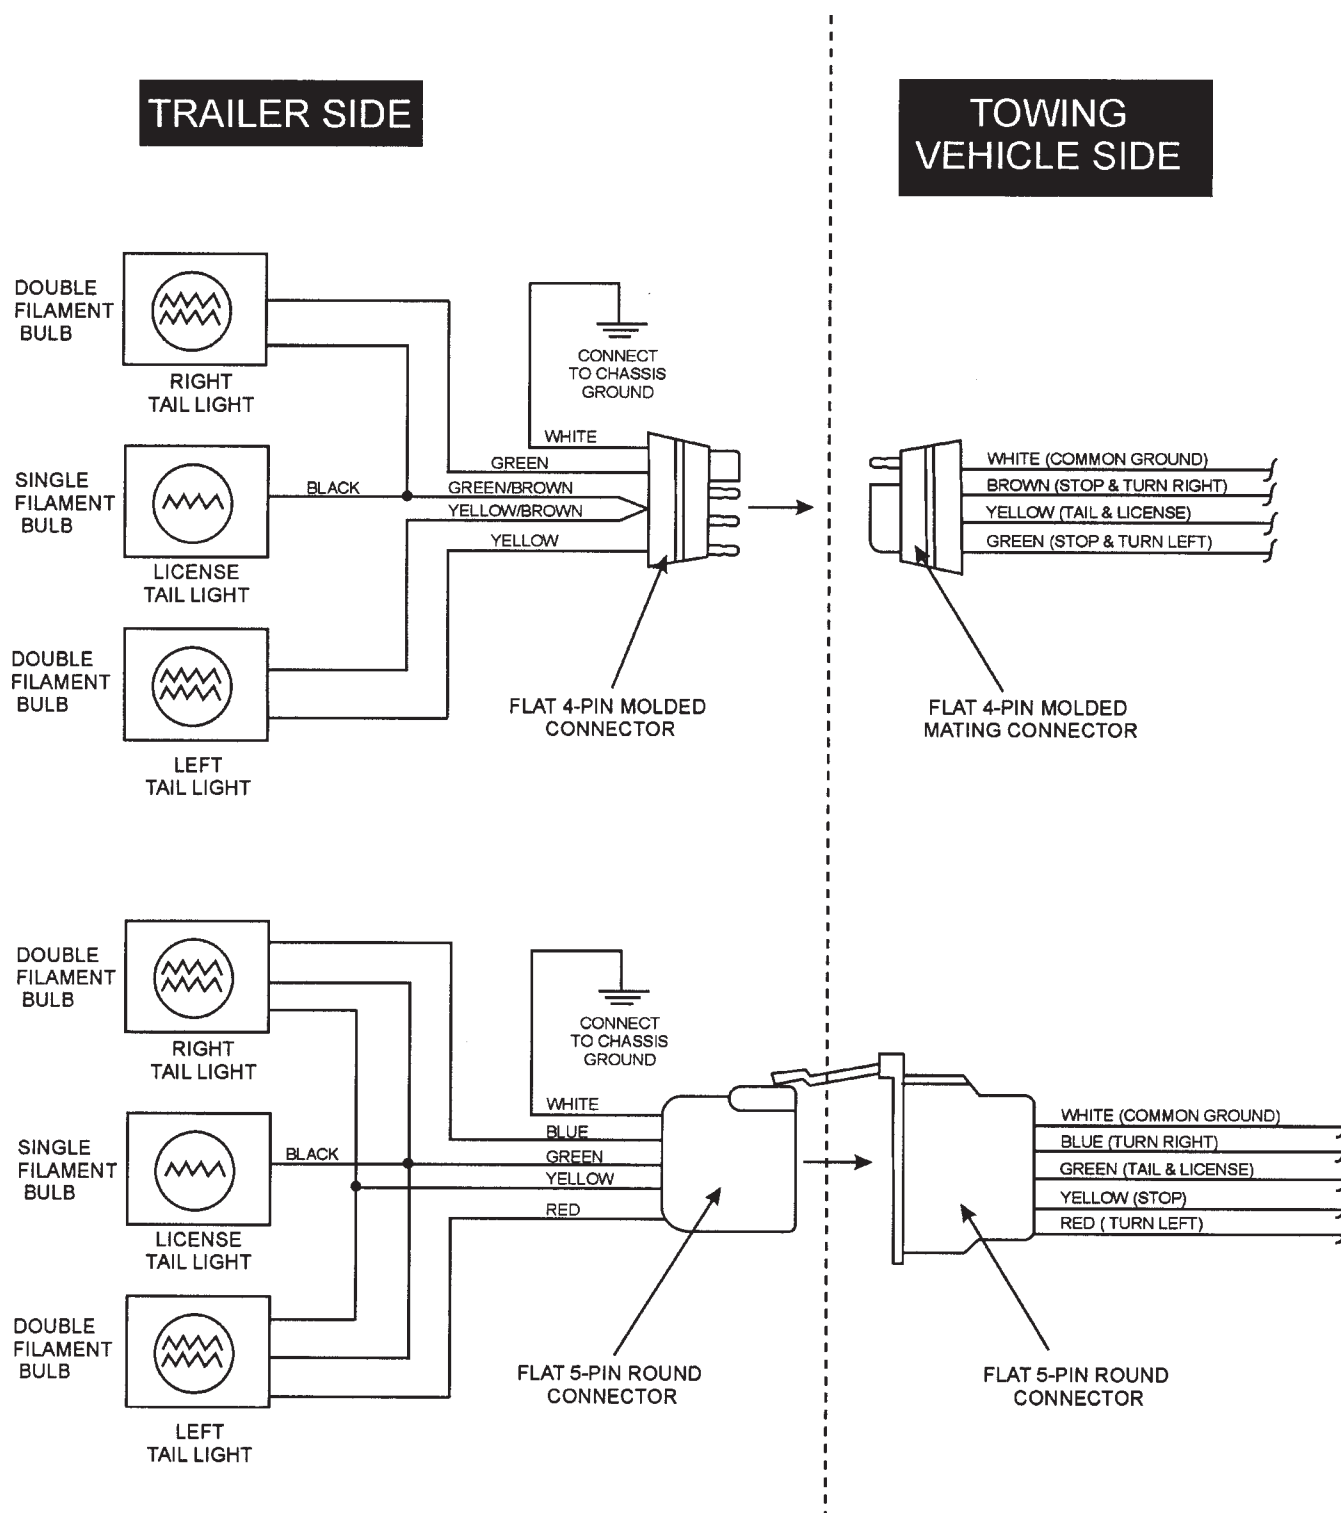 TRAILER SIDE
TOWING
VEHICLE SIDE
DOUBLE
FILAMENT
BULB
RIGHT
TAIL LIGHT
CONNECT
TO CHASSIS
GROUND
WHITE
GREEN
GREEN/BROWN
YELLOW/BROWN
YELLOW
BLACK
SINGLE
FILAMENT
BULB
LICENSE
TAIL LIGHT
WHITE (COMMON GROUND)
BROWN (STOP & TURN RIGHT)
YELLOW (TAIL & LICENSE)
GREEN (STOP & TURN LEFT)
DOUBLE
FILAMENT
BULB
LEFT
TAIL LIGHT
FLAT 4-PIN MOLDED
CONNECTOR
FLAT 4-PIN MOLDED
MATING CONNECTOR
DOUBLE
FILAMENT
BULB
RIGHT
TAIL LIGHT
CONNECT
TO CHASSIS
GROUND
WHITE
BLUE
GREEN
YELLOW
RED
BLACK
SINGLE
FILAMENT
BULB
LICENSE
TAIL LIGHT
WHITE (COMMON GROUND)
BLUE (TURN RIGHT)
GREEN (TAIL & LICENSE)
YELLOW (STOP)
RED ( TURN LEFT)
DOUBLE
FILAMENT
BULB
LEFT
TAIL LIGHT
FLAT 5-PIN ROUND
CONNECTOR
FLAT 5-PIN ROUND
CONNECTOR